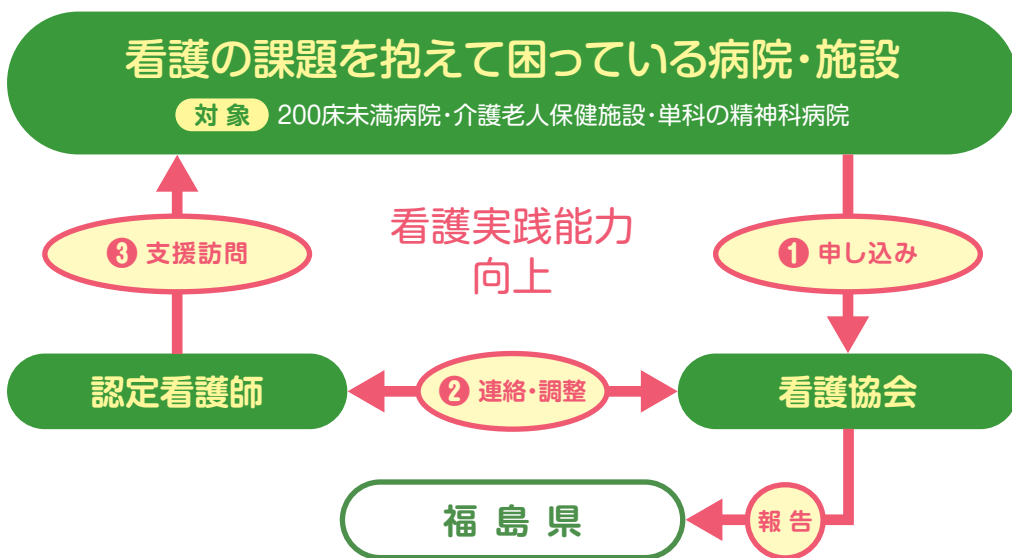 看護の課題を抱えて困っている病院・施設
対象 200床未満病院・介護老人保健施設・単科の精神科病院
看護実践能力
向上
❶ 申し込み
❸ 支援訪問
認定看護師
❷ 連絡・調整
看護協会
福島県
報告